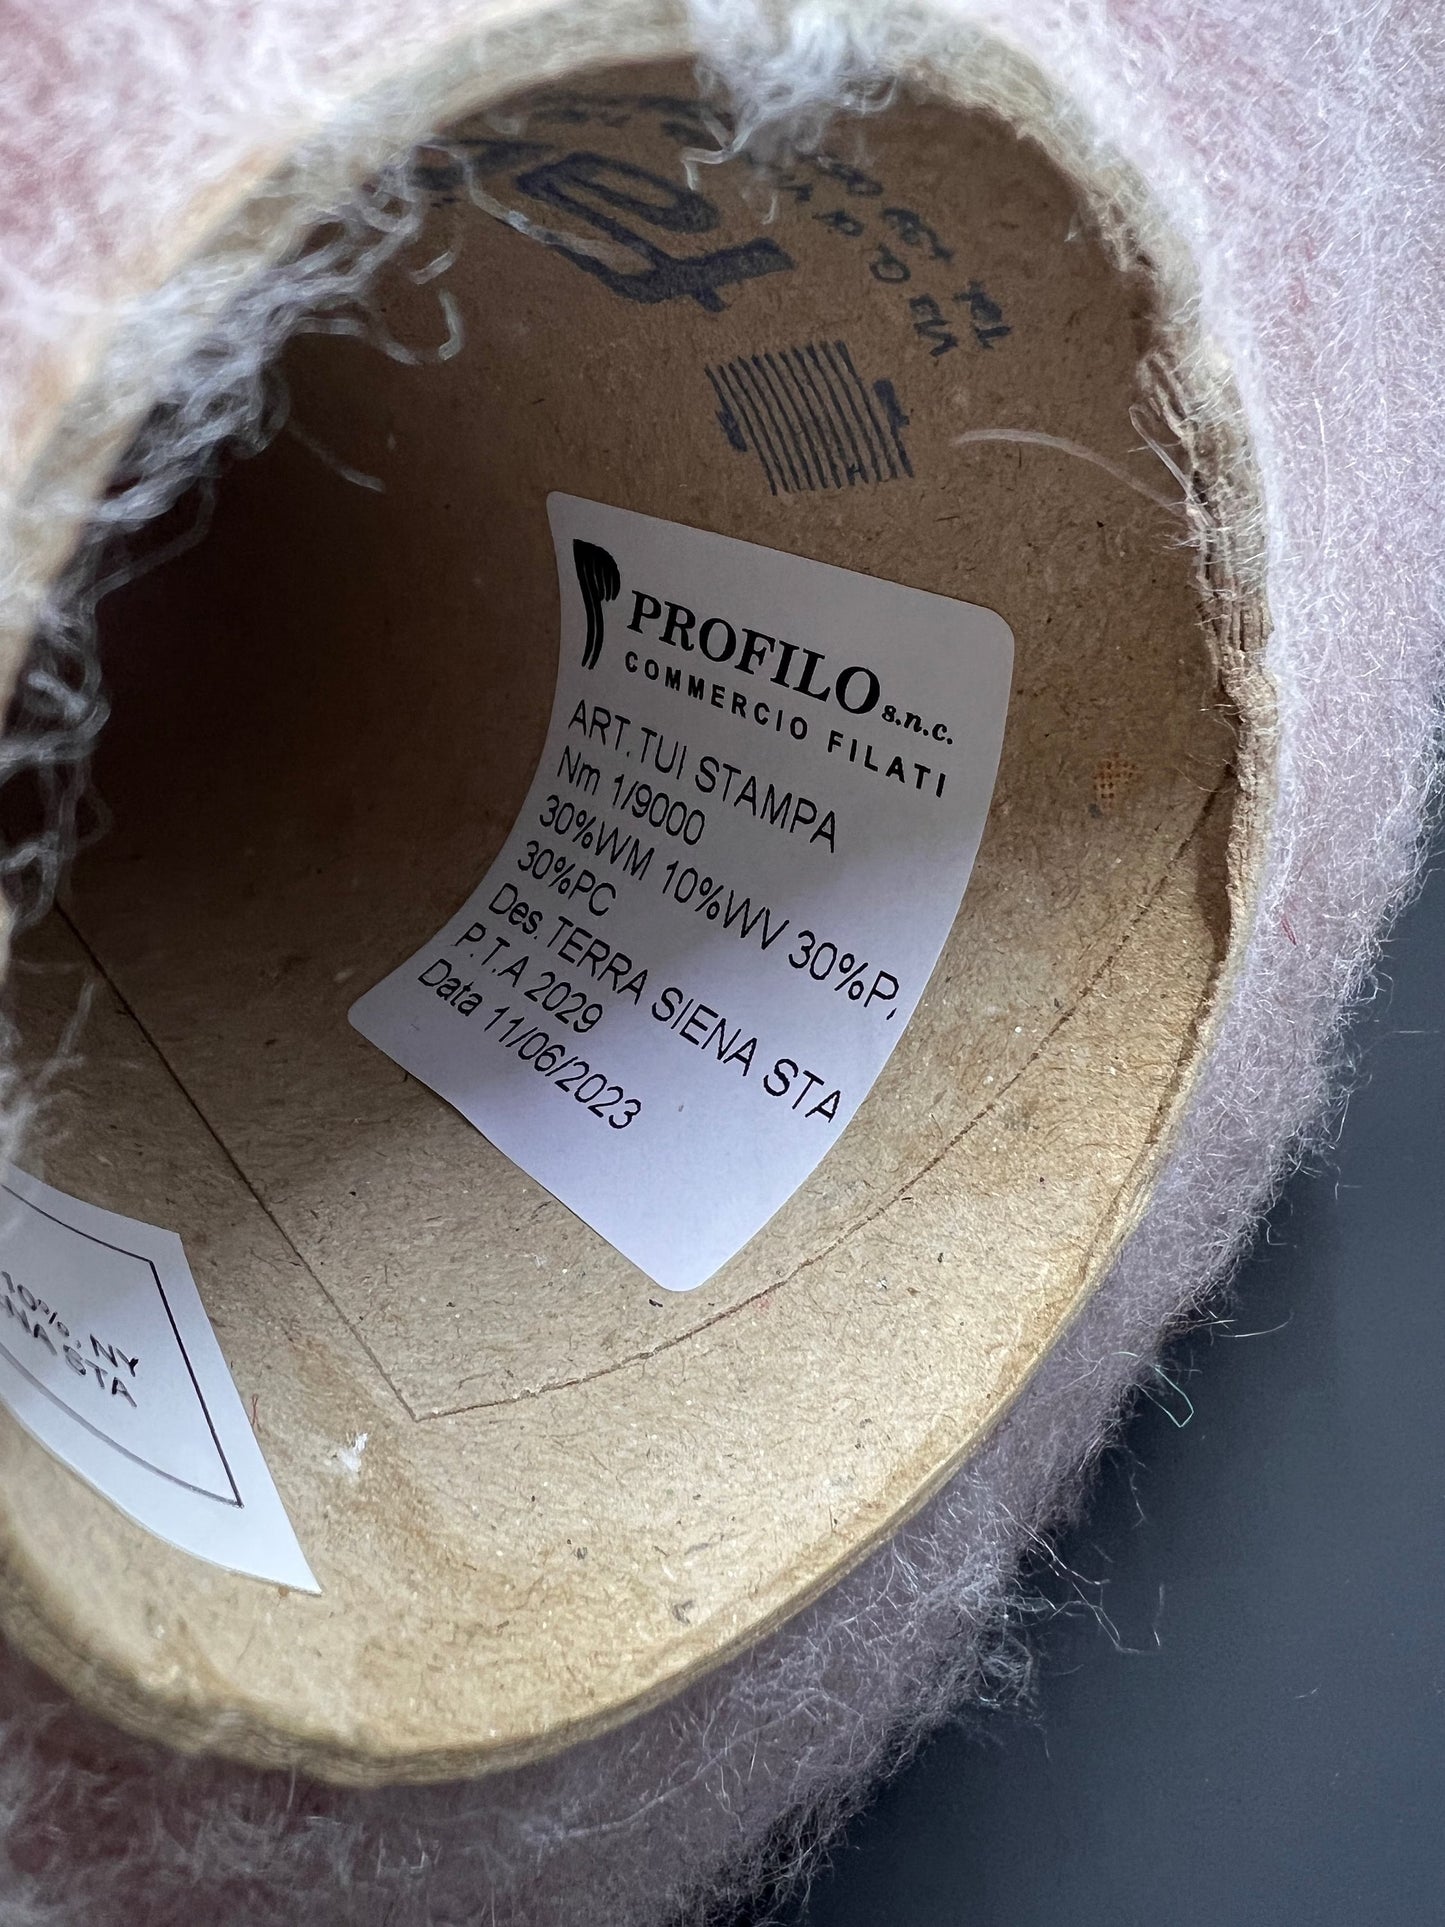 PROFILO s.n.c.
COMMERCIO FILATI
ART.TUI STAMPA
Nm 1/9000
30%WM 10%WV 30%P,
30%PC
Des.TERRA SIENA STA
P.T.A 2029
Data 11/06/2023
10%, NY
NA STA